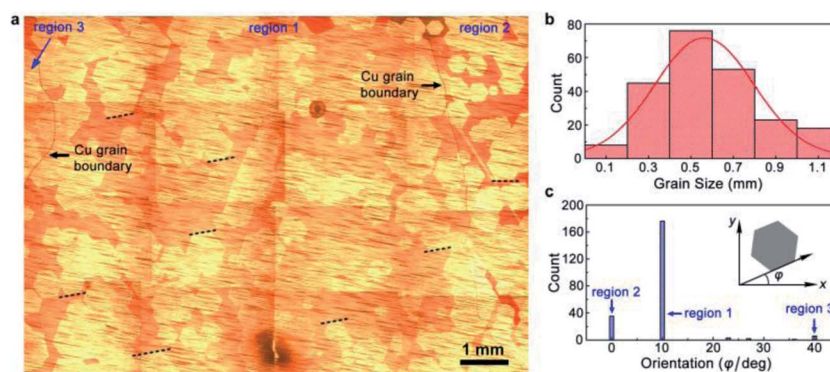 a
region 3
region 1
region 2
Cu grain
boundary
Cu grain
boundary
1 mm
b
80
60
40
20
0
Count
0.1 0.3 0.5 0.7 0.9 1.1
Grain Size (mm)
c
200
160
120
80
40
0
Count
y
x
φ
region 2
region 1
region 3
0 10 20 30 40
Orientation (φ/deg)